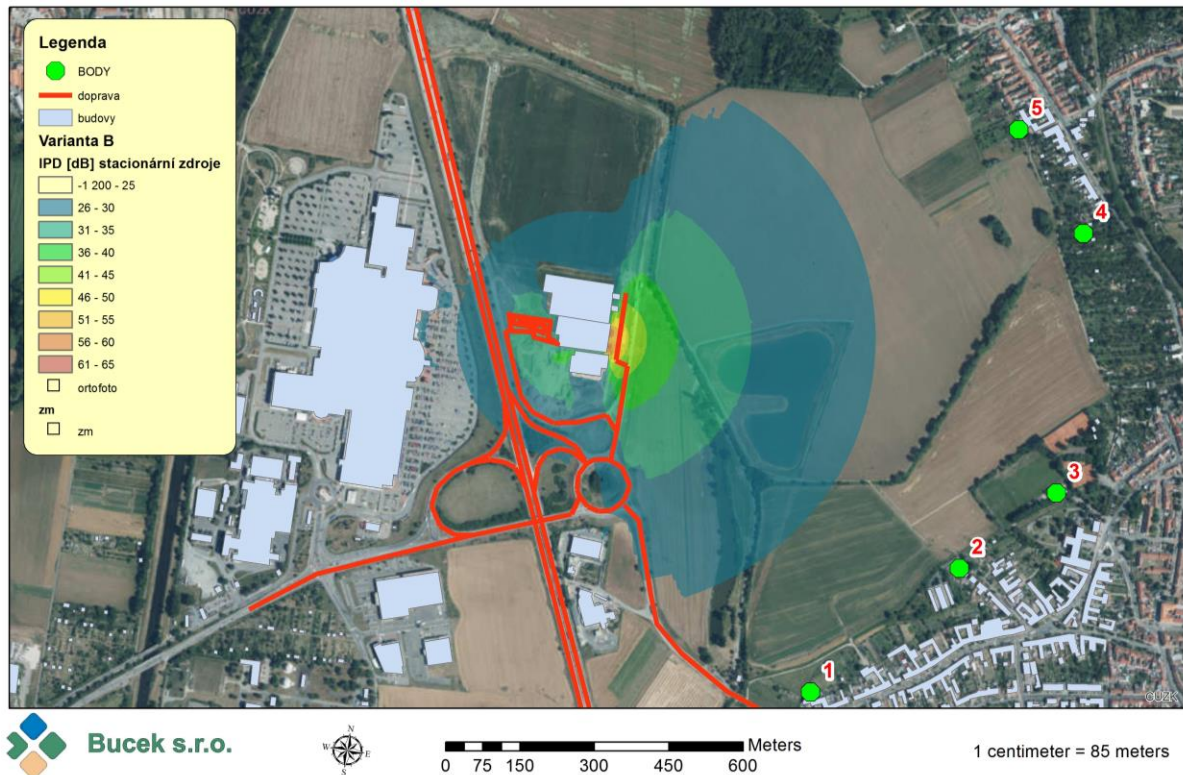 Legenda
BODY
doprava
budovy
Varianta B
IPD [dB] stacionární zdroje
-1 200 - 25
26 - 30
31 - 35
36 - 40
41 - 45
46 - 50
51 - 55
56 - 60
61 - 65
ortofoto
zm
zm
5
4
3
2
1
ČÚZK
Bucek s.r.o.
N
W E
S
Meters
0 75 150 300 450 600
1 centimeter = 85 meters